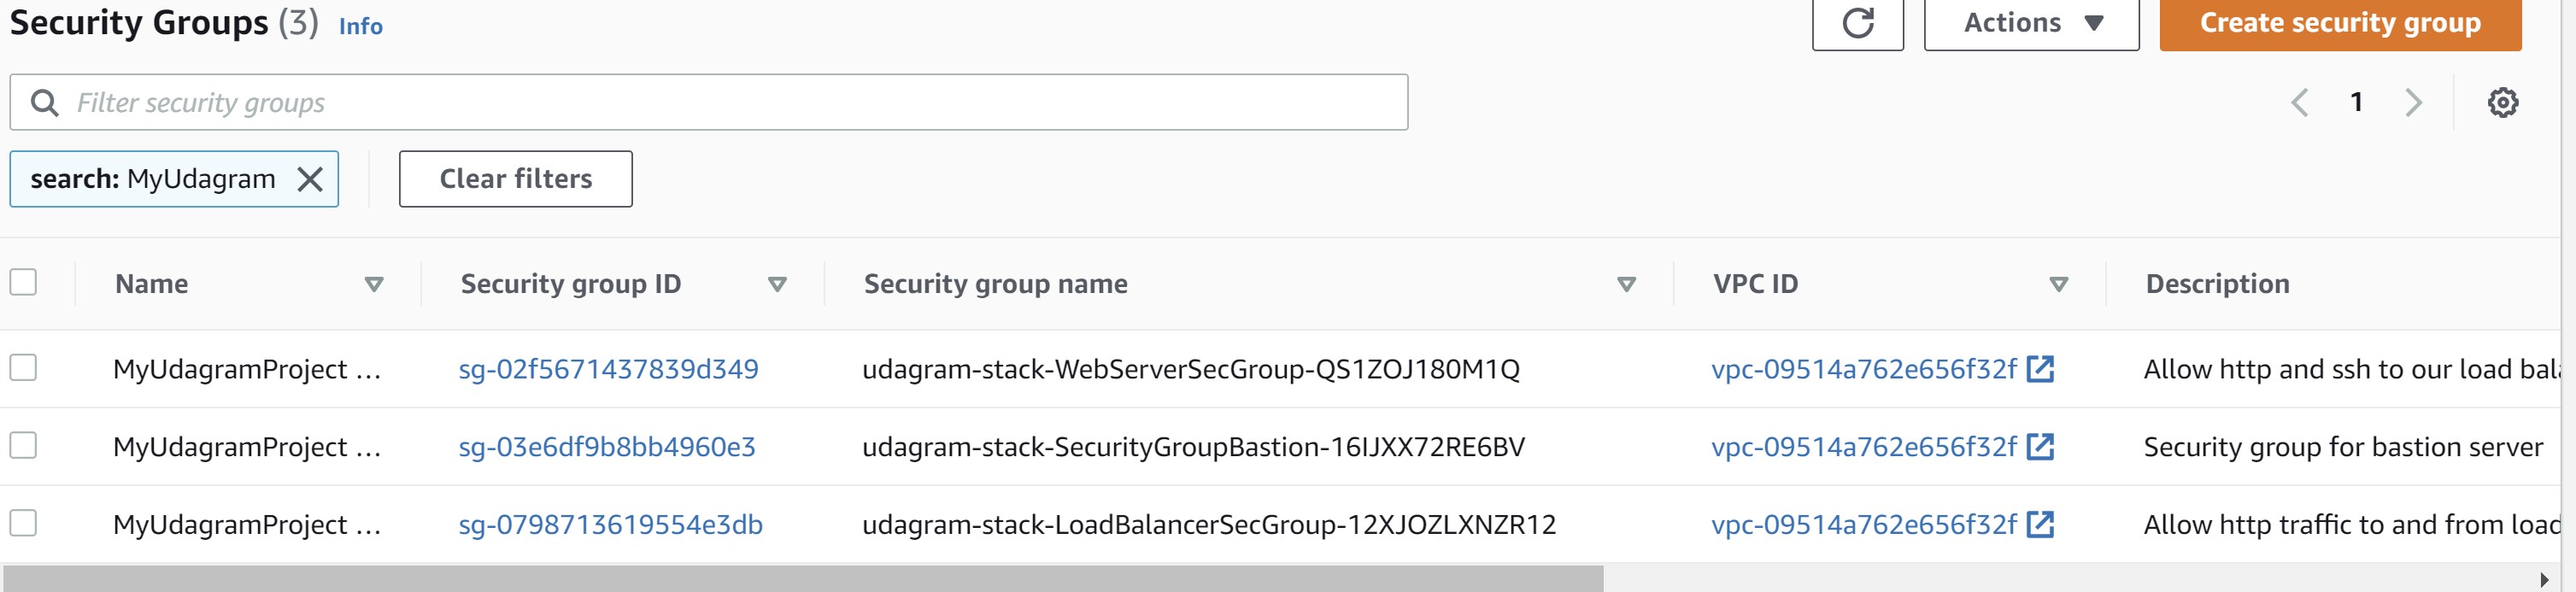 Security Groups (3) Info Actions Create security group
Filter security groups 1
search: MyUdagram Clear filters
Name Security group ID Security group name VPC ID Description
MyUdagramProject ... sg-02f5671437839d349 udagram-stack-WebServerSecGroup-QS1ZOJ180M1Q vpc-09514a762e656f32f Allow http and ssh to our load
MyUdagramProject ... sg-03e6df9b8bb4960e3 udagram-stack-SecurityGroupBastion-16IJXX72RE6BV vpc-09514a762e656f32f Security group for bastion server
MyUdagramProject ... sg-0798713619554e3db udagram-stack-LoadBalancerSecGroup-12XJOZLXNZR12 vpc-09514a762e656f32f Allow http traffic to and from load